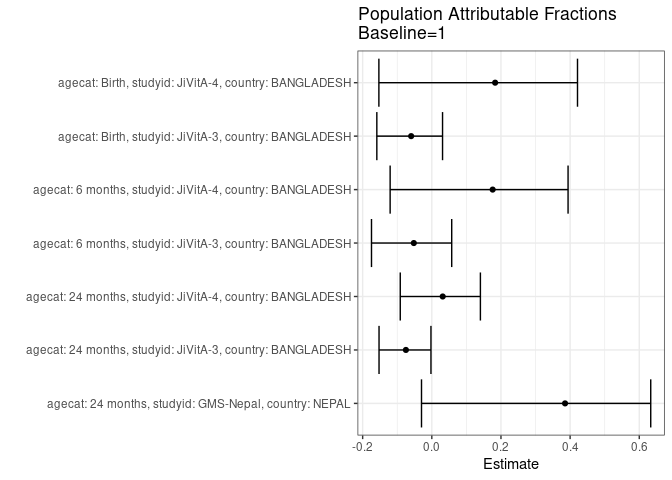 Population Attributable Fractions
Baseline=1
agecat: Birth, studyid: JiVitA-4, country: BANGLADESH
agecat: Birth, studyid: JiVitA-3, country: BANGLADESH
agecat: 6 months, studyid: JiVitA-4, country: BANGLADESH
agecat: 6 months, studyid: JiVitA-3, country: BANGLADESH
agecat: 24 months, studyid: JiVitA-4, country: BANGLADESH
agecat: 24 months, studyid: JiVitA-3, country: BANGLADESH
agecat: 24 months, studyid: GMS-Nepal, country: NEPAL
-0.2 0.0 0.2 0.4 0.6
Estimate